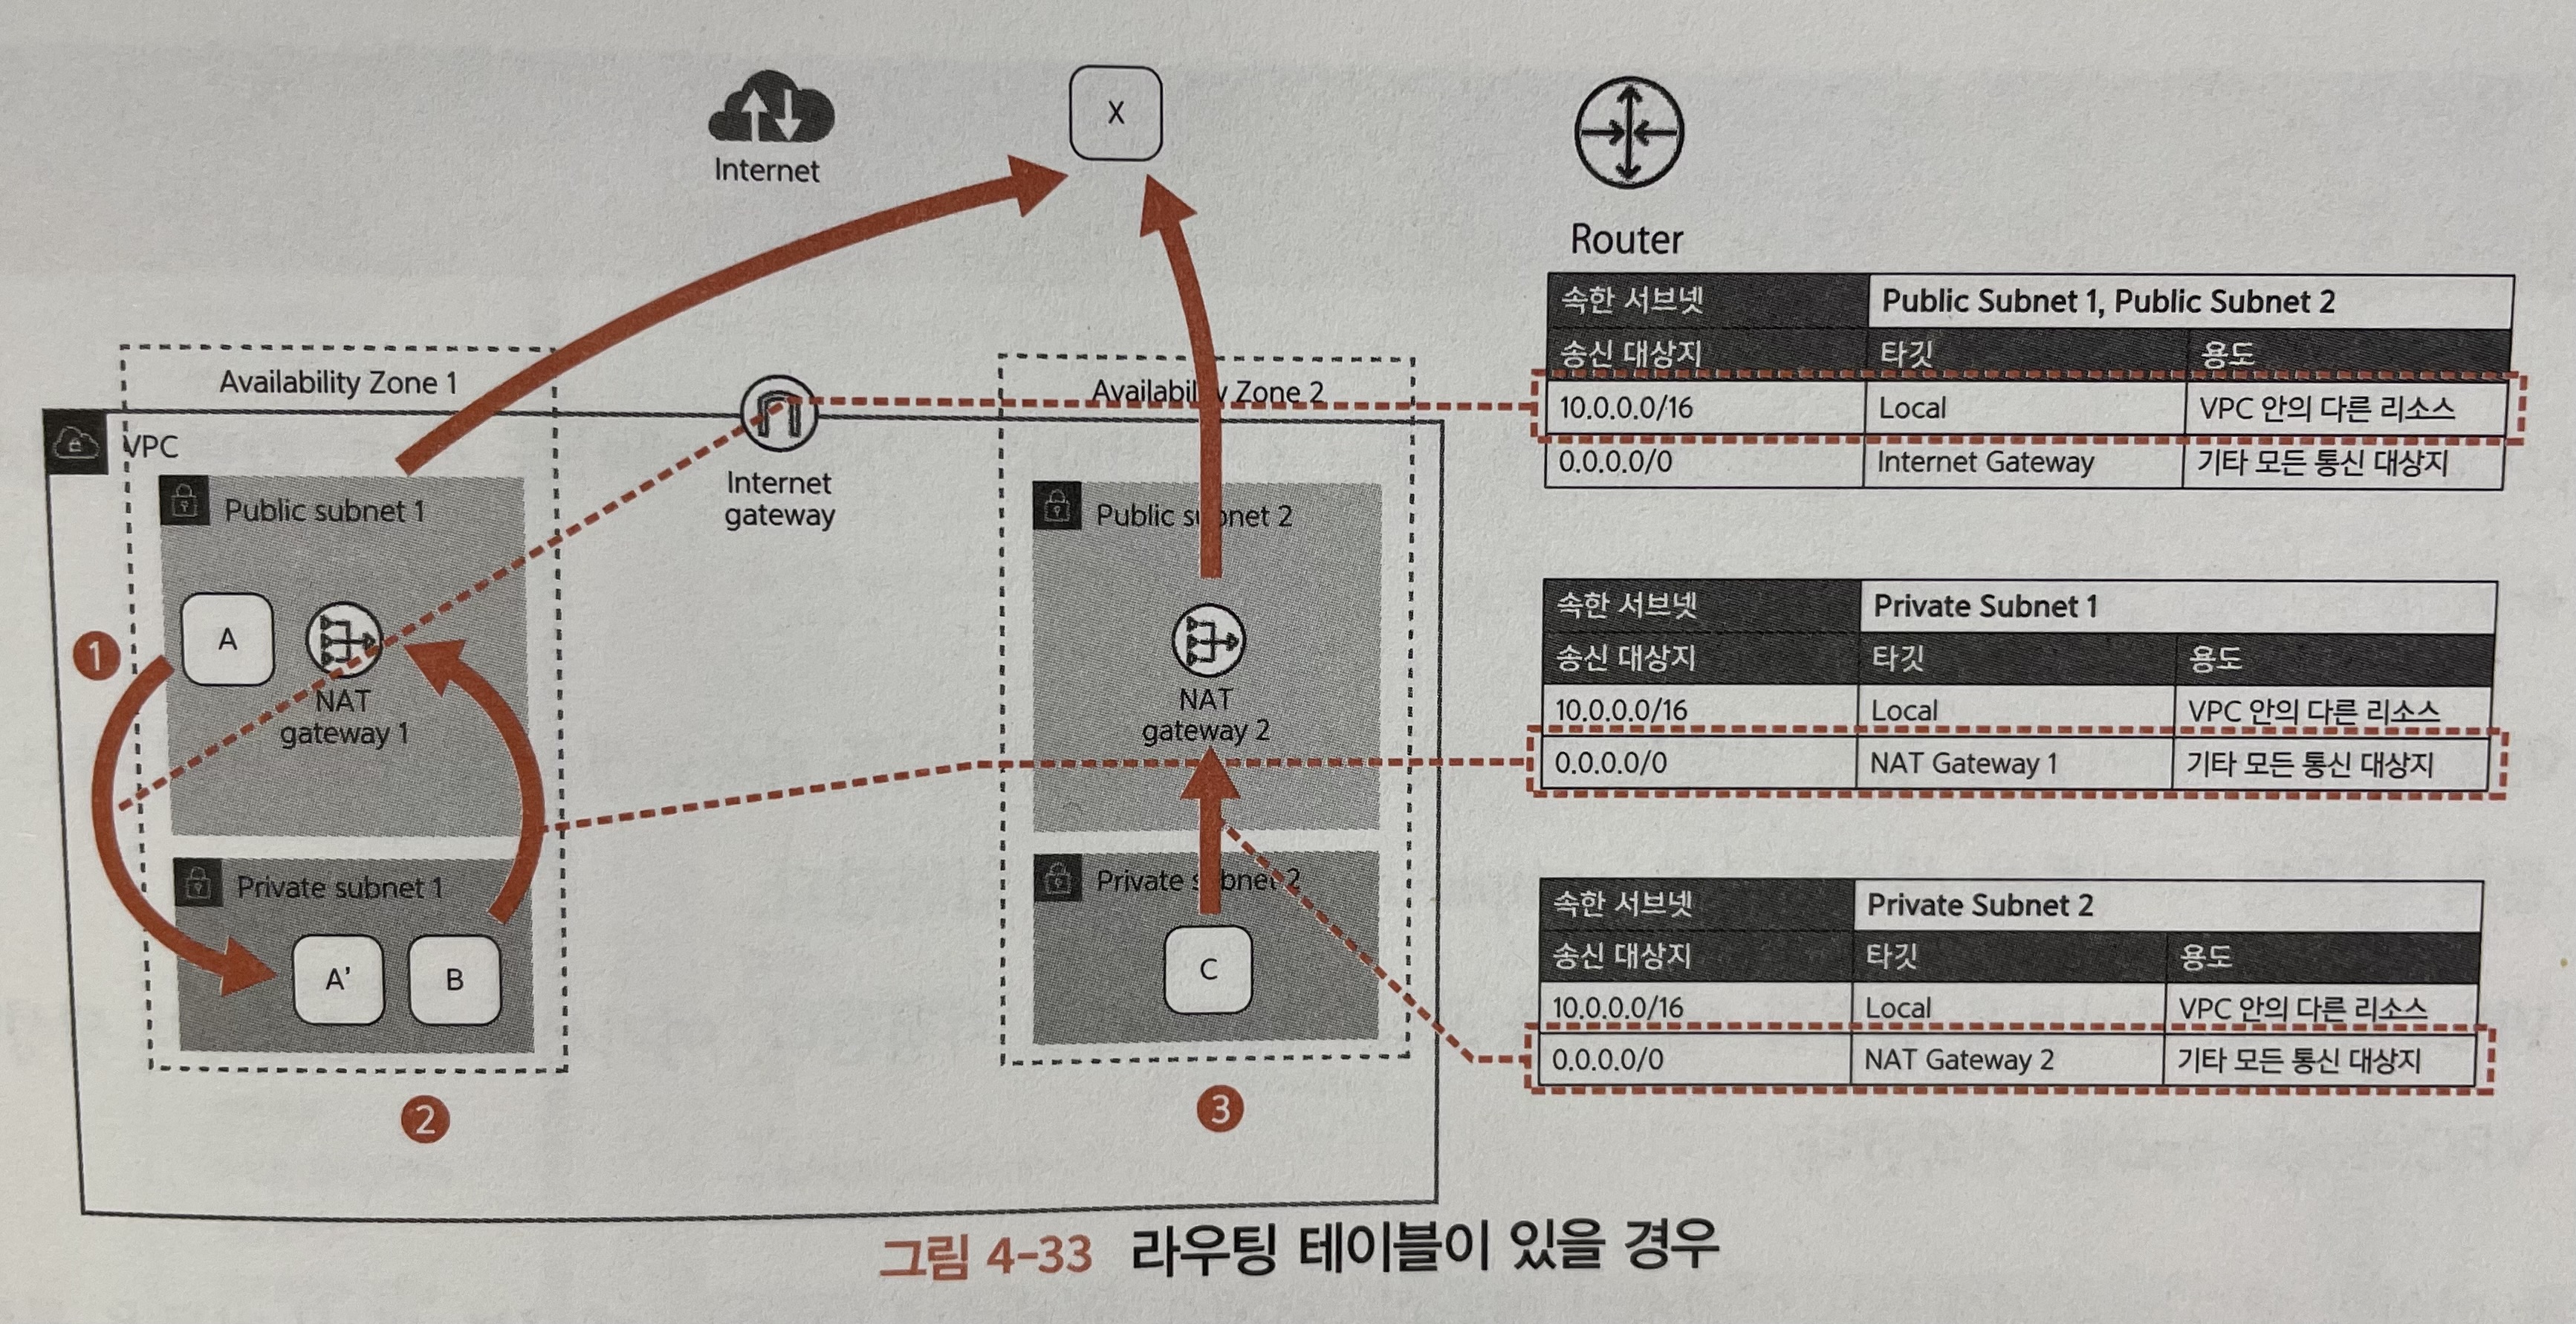 Internet
X
Router
Availability Zone 1
Availability Zone 2
VPC
Internet
gateway
Public subnet 1
A
NAT
gateway 1
Public subnet 2
NAT
gateway 2
1
Private subnet 1
A'
B
Private subnet 2
C
2
3
속한 서브넷 Public Subnet 1, Public Subnet 2
송신 대상지 타깃 용도
10.0.0.0/16 Local VPC 안의 다른 리소스
0.0.0.0/0 Internet Gateway 기타 모든 통신 대상지
속한 서브넷 Private Subnet 1
송신 대상지 타깃 용도
10.0.0.0/16 Local VPC 안의 다른 리소스
0.0.0.0/0 NAT Gateway 1 기타 모든 통신 대상지
속한 서브넷 Private Subnet 2
송신 대상지 타깃 용도
10.0.0.0/16 Local VPC 안의 다른 리소스
0.0.0.0/0 NAT Gateway 2 기타 모든 통신 대상지
그림 4-33 라우팅 테이블이 있을 경우